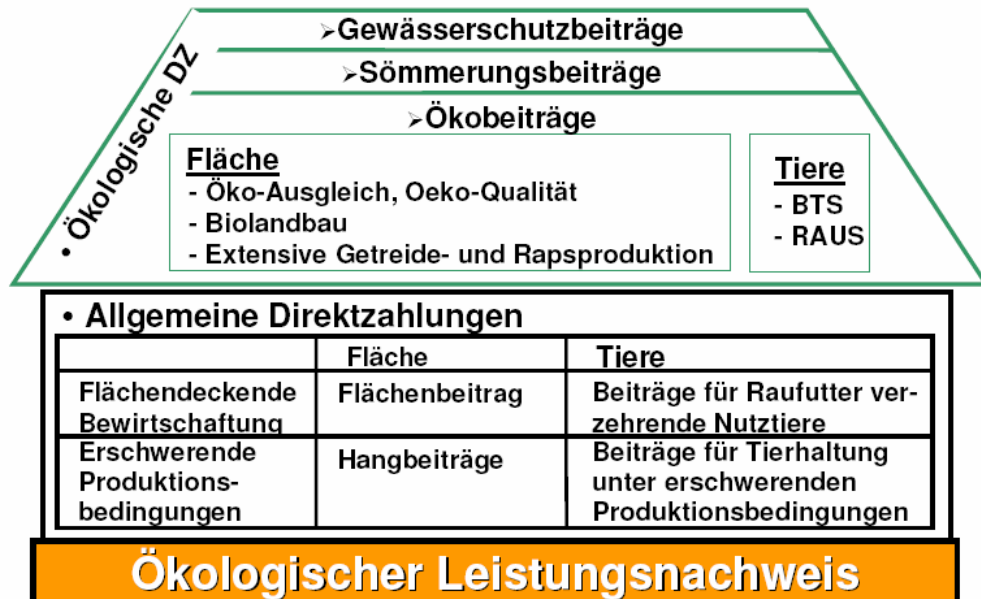 ➢Gewässerschutzbeiträge
➢Sömmerungsbeiträge
• Ökologische DZ
➢Ökobeiträge
Fläche
- Öko-Ausgleich, Oeko-Qualität
- Biolandbau
- Extensive Getreide- und Rapsproduktion
Tiere
- BTS
- RAUS
• Allgemeine Direktzahlungen
Fläche
Tiere
Flächendeckende
Bewirtschaftung
Flächenbeitrag
Beiträge für Raufutter ver-
zehrende Nutztiere
Erschwerende
Produktions-
bedingungen
Hangbeiträge
Beiträge für Tierhaltung
unter erschwerenden
Produktionsbedingungen
Ökologischer Leistungsnachweis